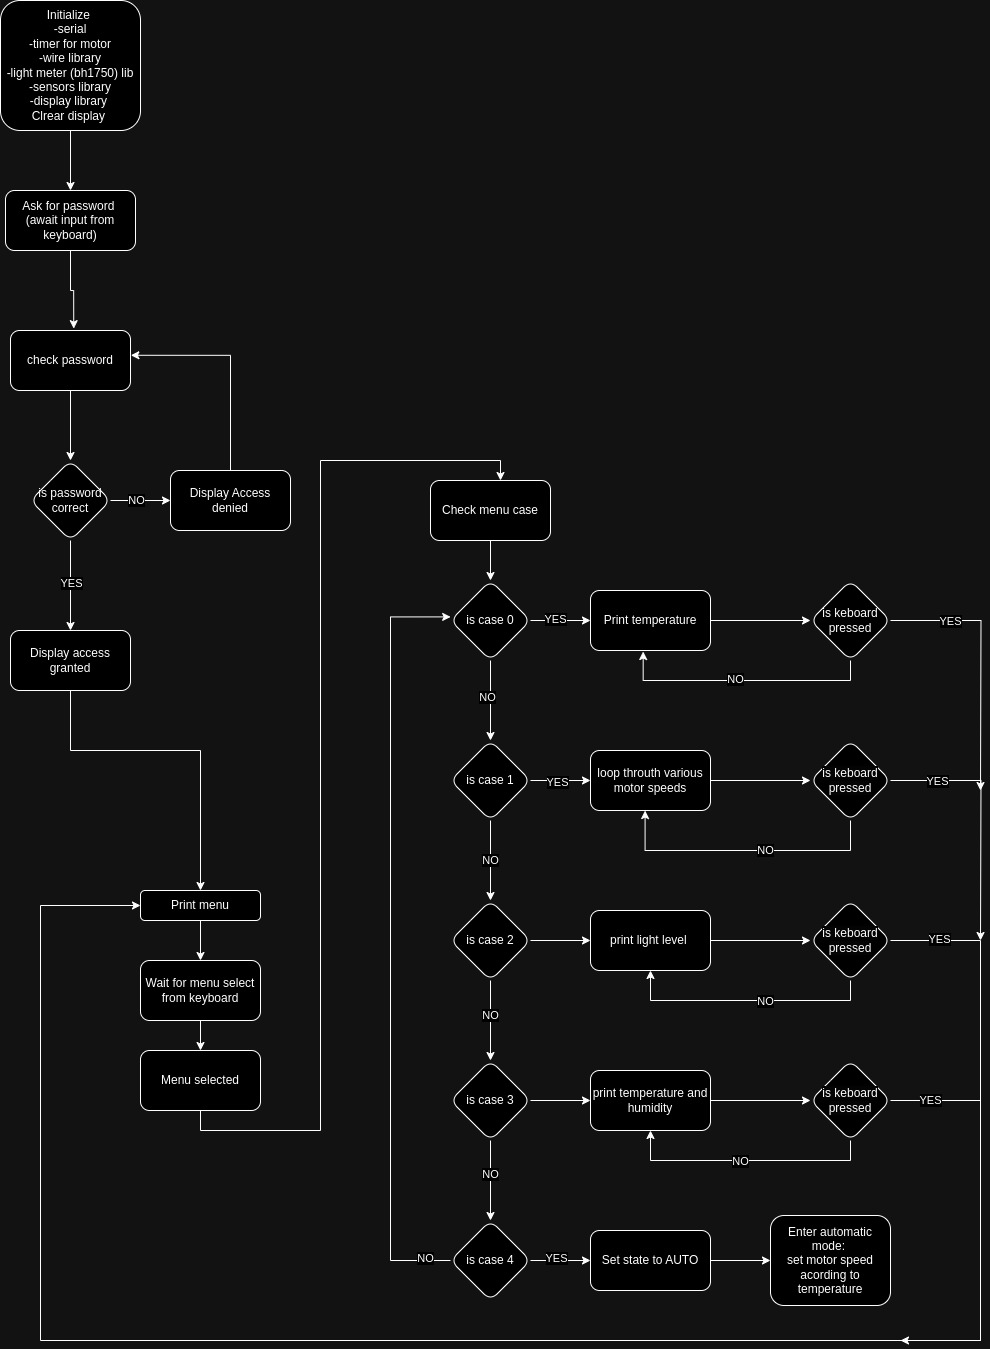 Initialize
-serial
-timer for motor
-wire library
-light meter (bh1750) lib
-sensors library
-display library
Clrear display
Ask for password
(await input from
keyboard)
check password
is password
correct
NO
Display Access
denied
YES
Display access
granted
Print menu
Wait for menu select
from keyboard
Menu selected
Check menu case
is case 0
YES
Print temperature
is keboard
pressed
YES
NO
NO
is case 1
YES
loop throuth various
motor speeds
is keboard
pressed
YES
NO
NO
is case 2
print light level
is keboard
pressed
YES
NO
NO
is case 3
print temperature and
humidity
is keboard
pressed
YES
NO
NO
is case 4
NO
YES
Set state to AUTO
Enter automatic
mode:
set motor speed
acording to
temperature